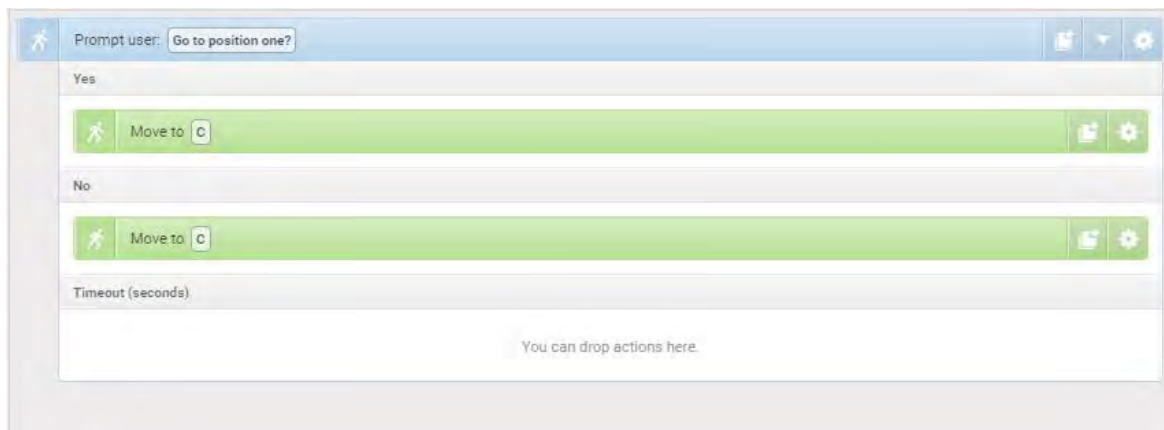 Prompt user: Go to position one?
Yes
Move to C
No
Move to C
Timeout (seconds)
You can drop actions here.